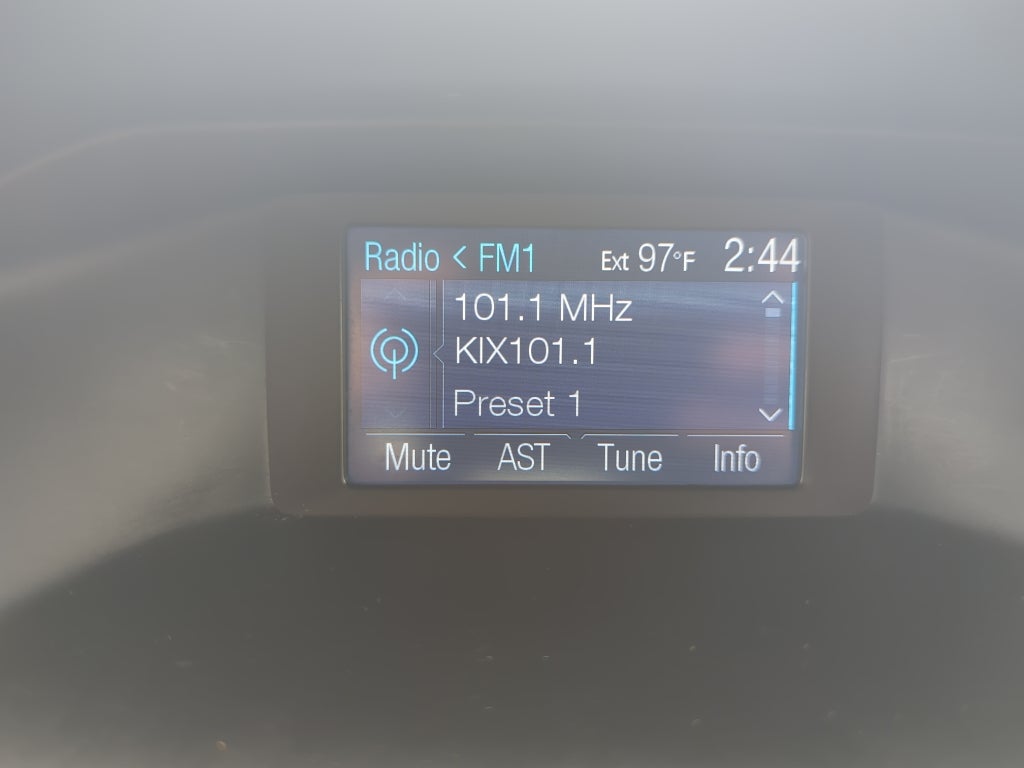 Radio < FM1 Ext 97°F 2:44
101.1 MHz
KIX101.1
Preset 1
Mute AST Tune Info